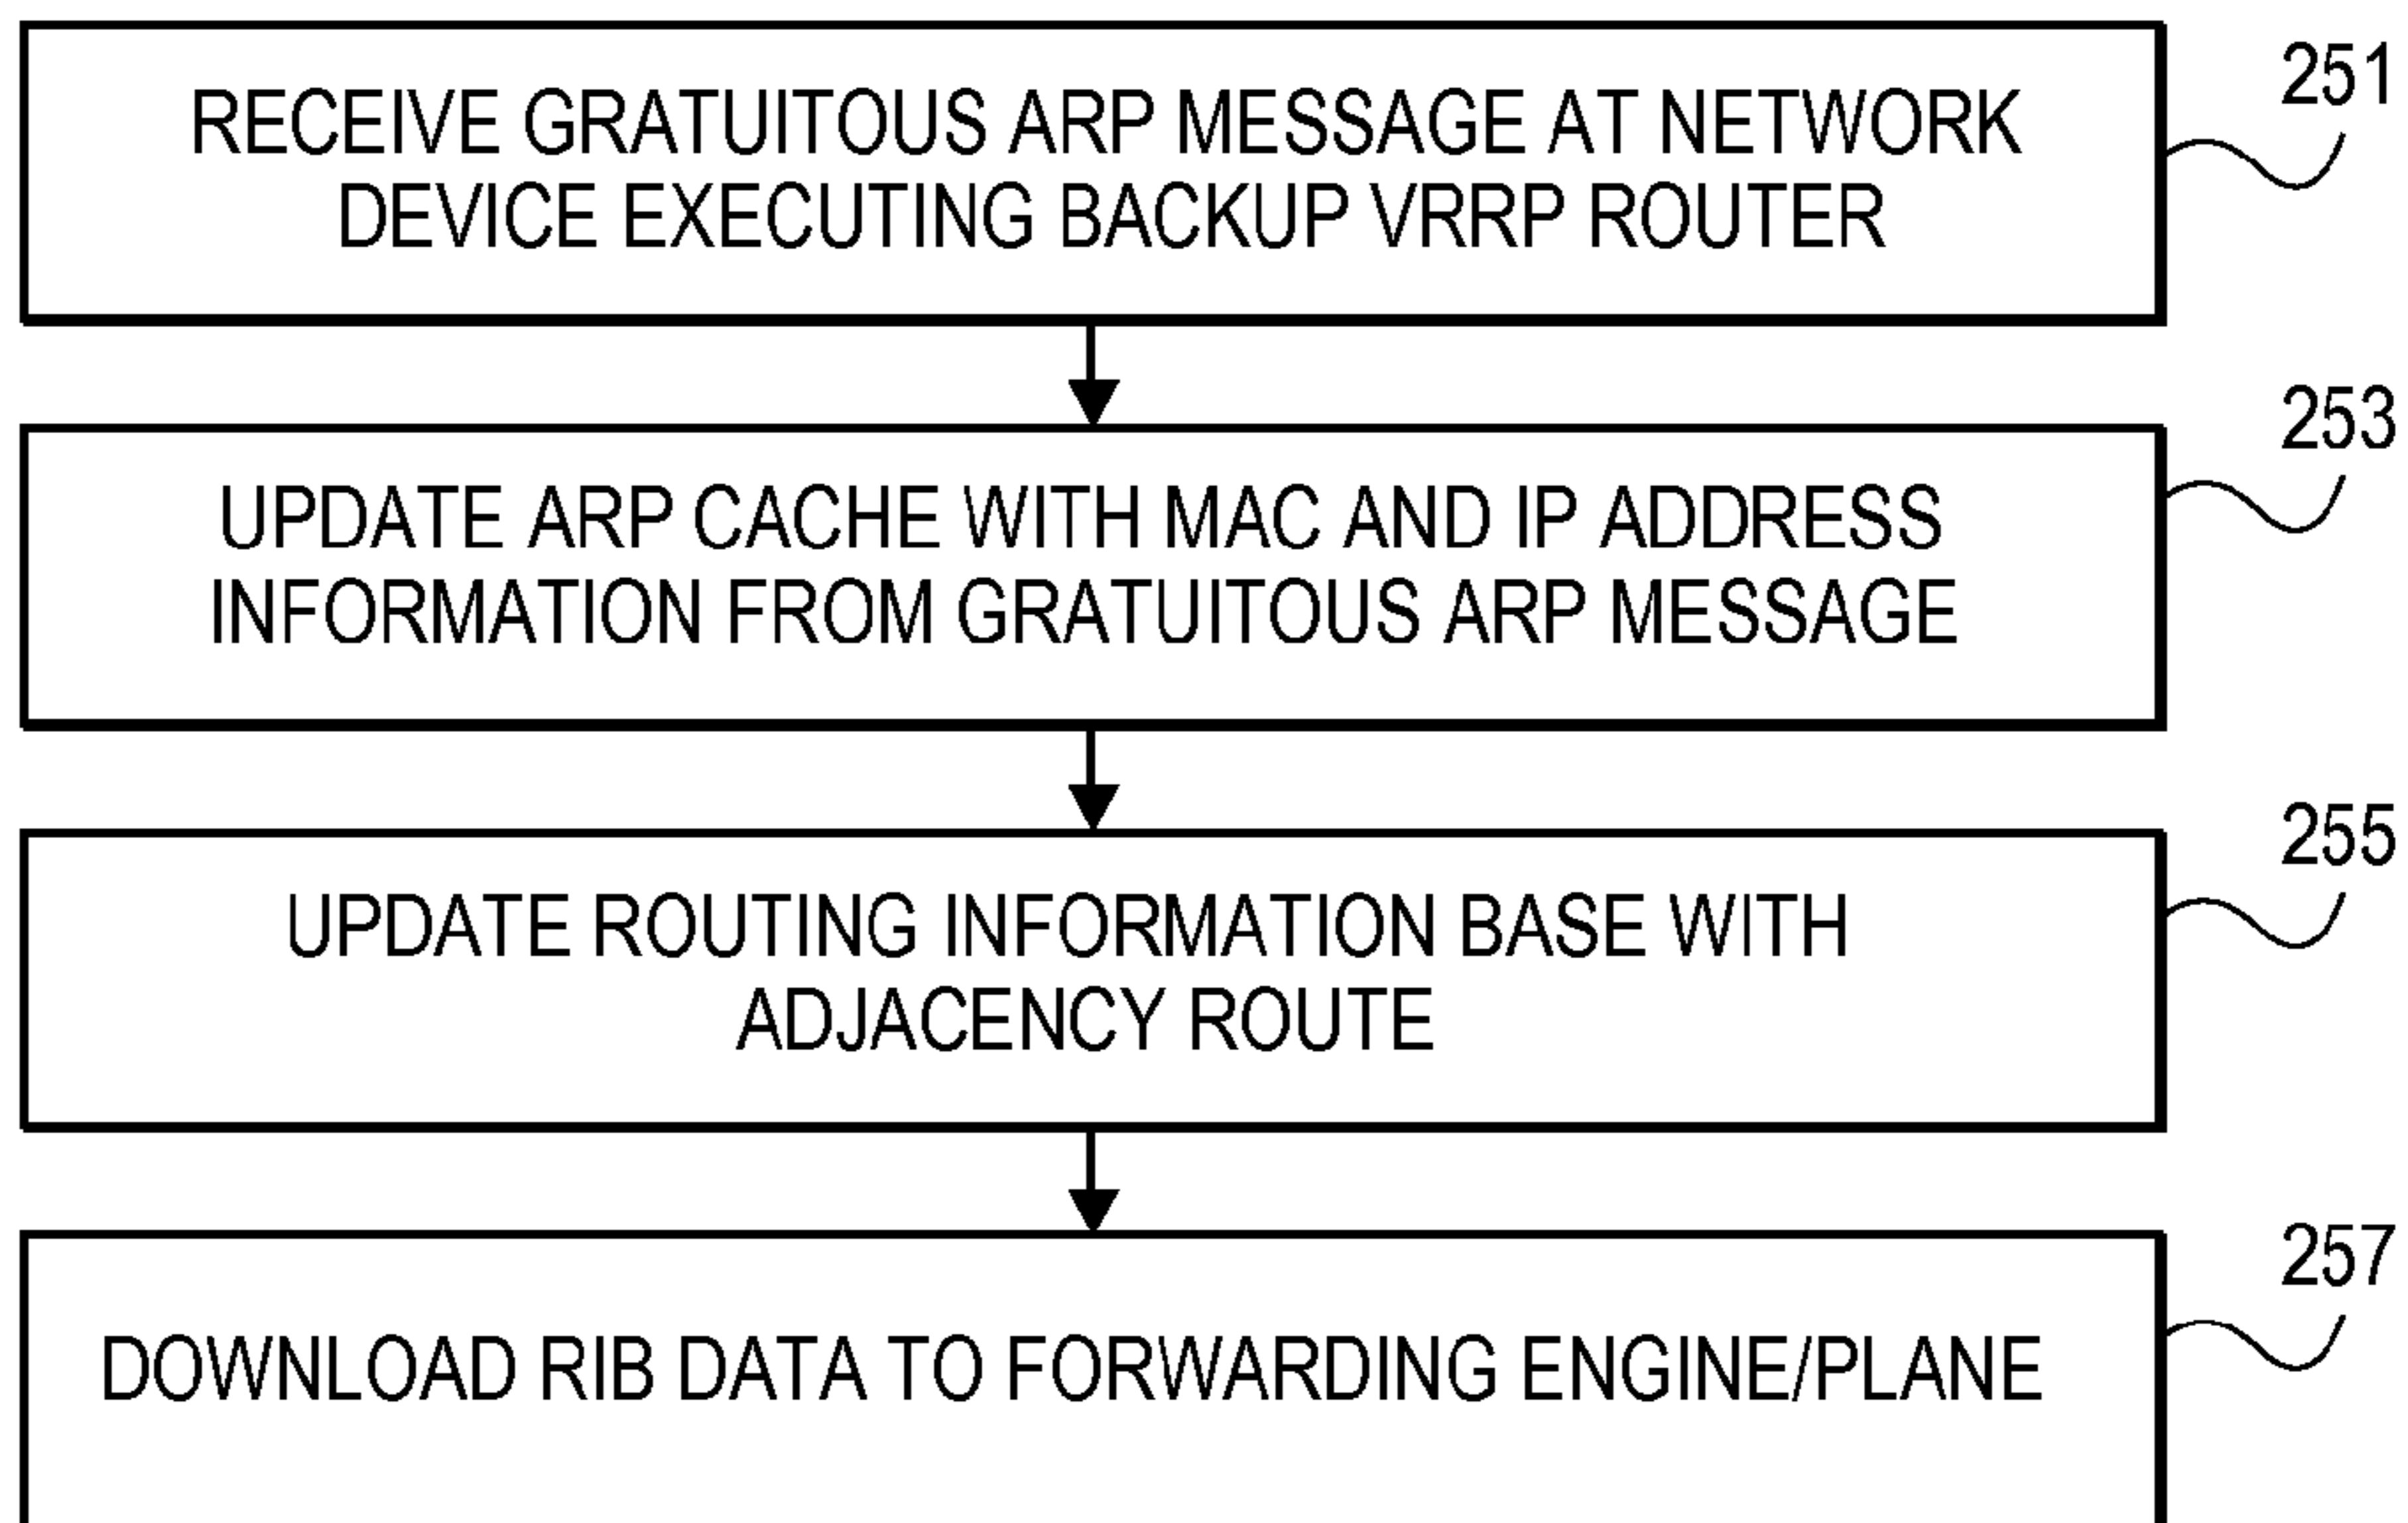 RECEIVE GRATUITOUS ARP MESSAGE AT NETWORK
DEVICE EXECUTING BACKUP VRRP ROUTER
251
UPDATE ARP CACHE WITH MAC AND IP ADDRESS
INFORMATION FROM GRATUITOUS ARP MESSAGE
253
UPDATE ROUTING INFORMATION BASE WITH
ADJACENCY ROUTE
255
DOWNLOAD RIB DATA TO FORWARDING ENGINE/PLANE
257